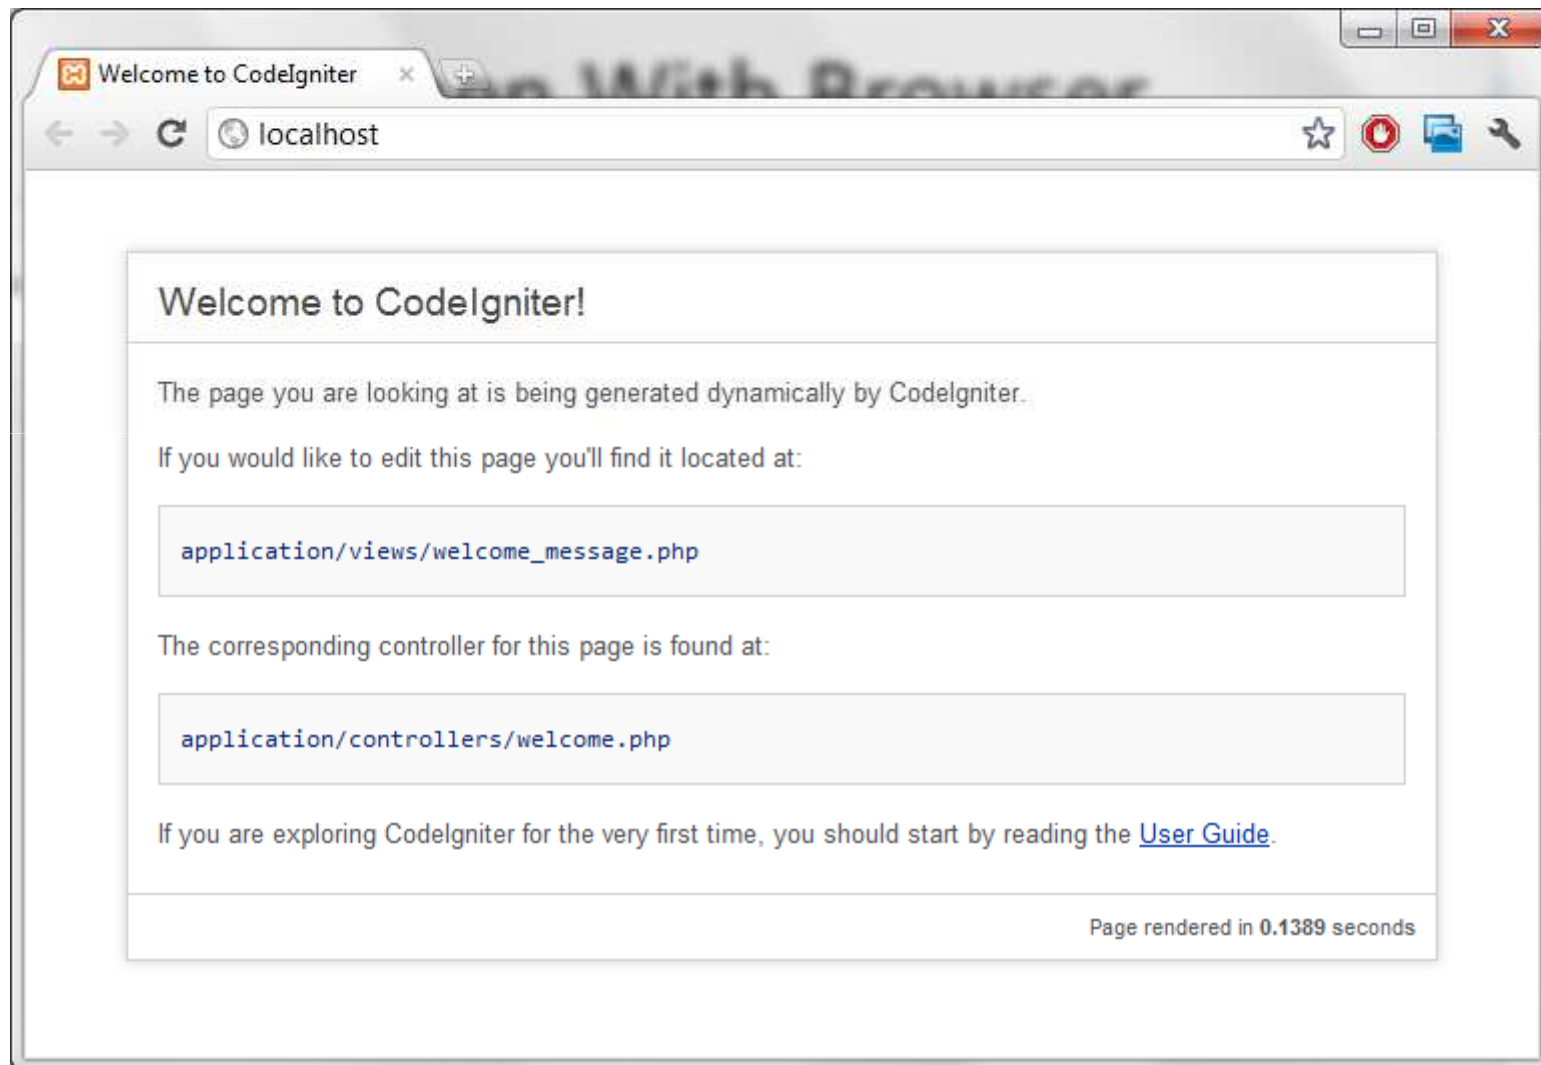 Welcome to CodeIgniter
With Browser
localhost
Welcome to CodeIgniter!
The page you are looking at is being generated dynamically by CodeIgniter.
If you would like to edit this page you'll find it located at:
application/views/welcome_message.php
The corresponding controller for this page is found at:
application/controllers/welcome.php
If you are exploring CodeIgniter for the very first time, you should start by reading the User Guide.
Page rendered in 0.1389 seconds